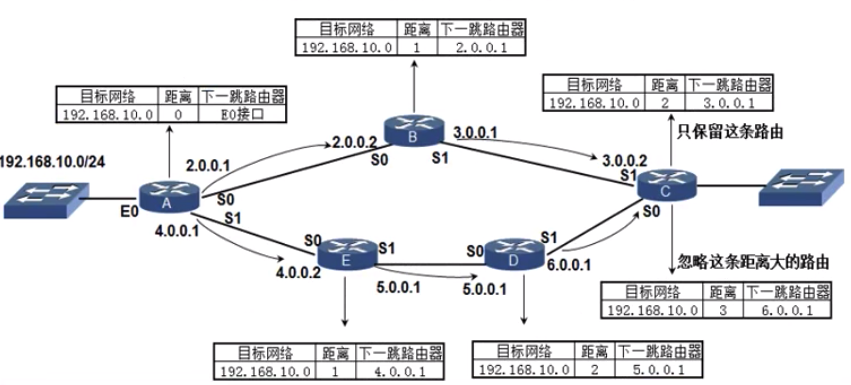 目标网络 距离 下一跳路由器
192.168.10.0 1 2.0.0.1
目标网络 距离 下一跳路由器
192.168.10.0 0 E0接口
目标网络 距离 下一跳路由器
192.168.10.0 2 3.0.0.1
只保留这条路由
B
2.0.0.2
3.0.0.1
S0
S1
192.168.10.0/24
2.0.0.1
3.0.0.2
S1
A
S0
C
E0
S1
S0
4.0.0.1
S0
S1
S0
S1
E
D
4.0.0.2
6.0.0.1
忽略这条距离大的路由
5.0.0.1
5.0.0.1
目标网络 距离 下一跳路由器
192.168.10.0 3 6.0.0.1
目标网络 距离 下一跳路由器
192.168.10.0 1 4.0.0.1
目标网络 距离 下一跳路由器
192.168.10.0 2 5.0.0.1